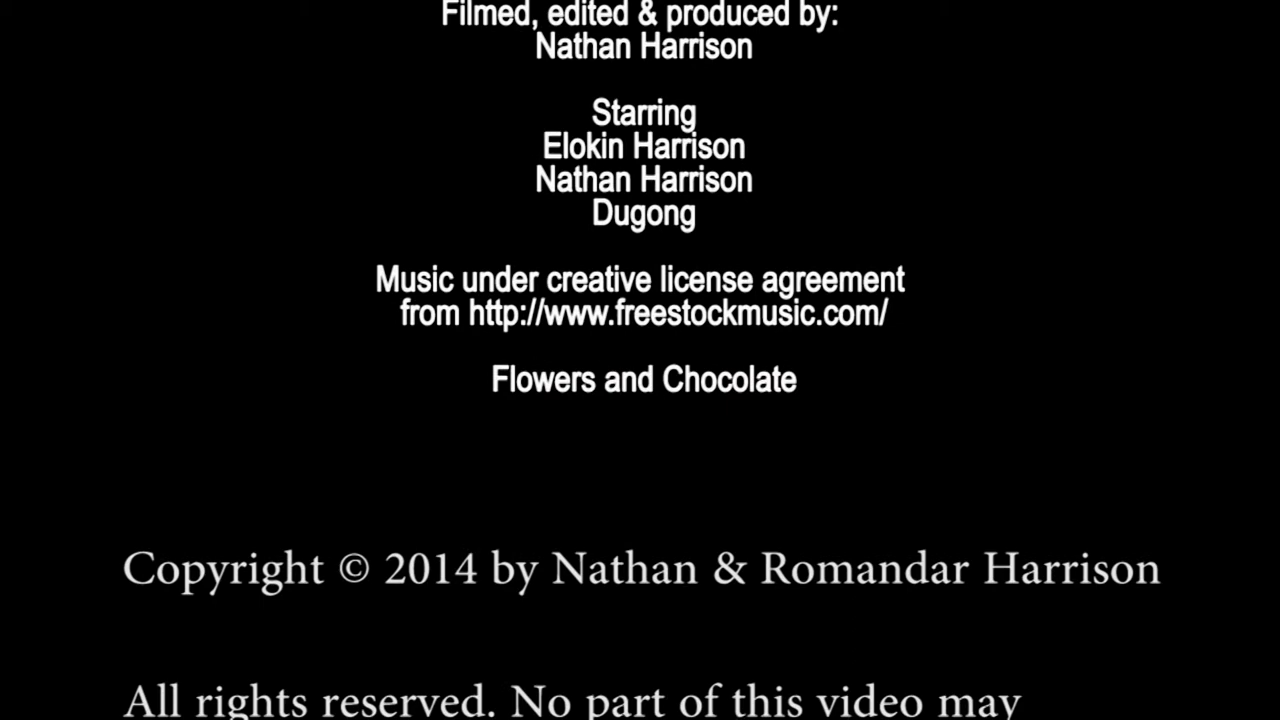 Filmed, edited & produced by:
Nathan Harrison
Starring
Elokin Harrison
Nathan Harrison
Dugong
Music under creative license agreement
from http://www.freestockmusic.com/
Flowers and Chocolate
Copyright © 2014 by Nathan & Romandar Harrison
All rights reserved. No part of this video may